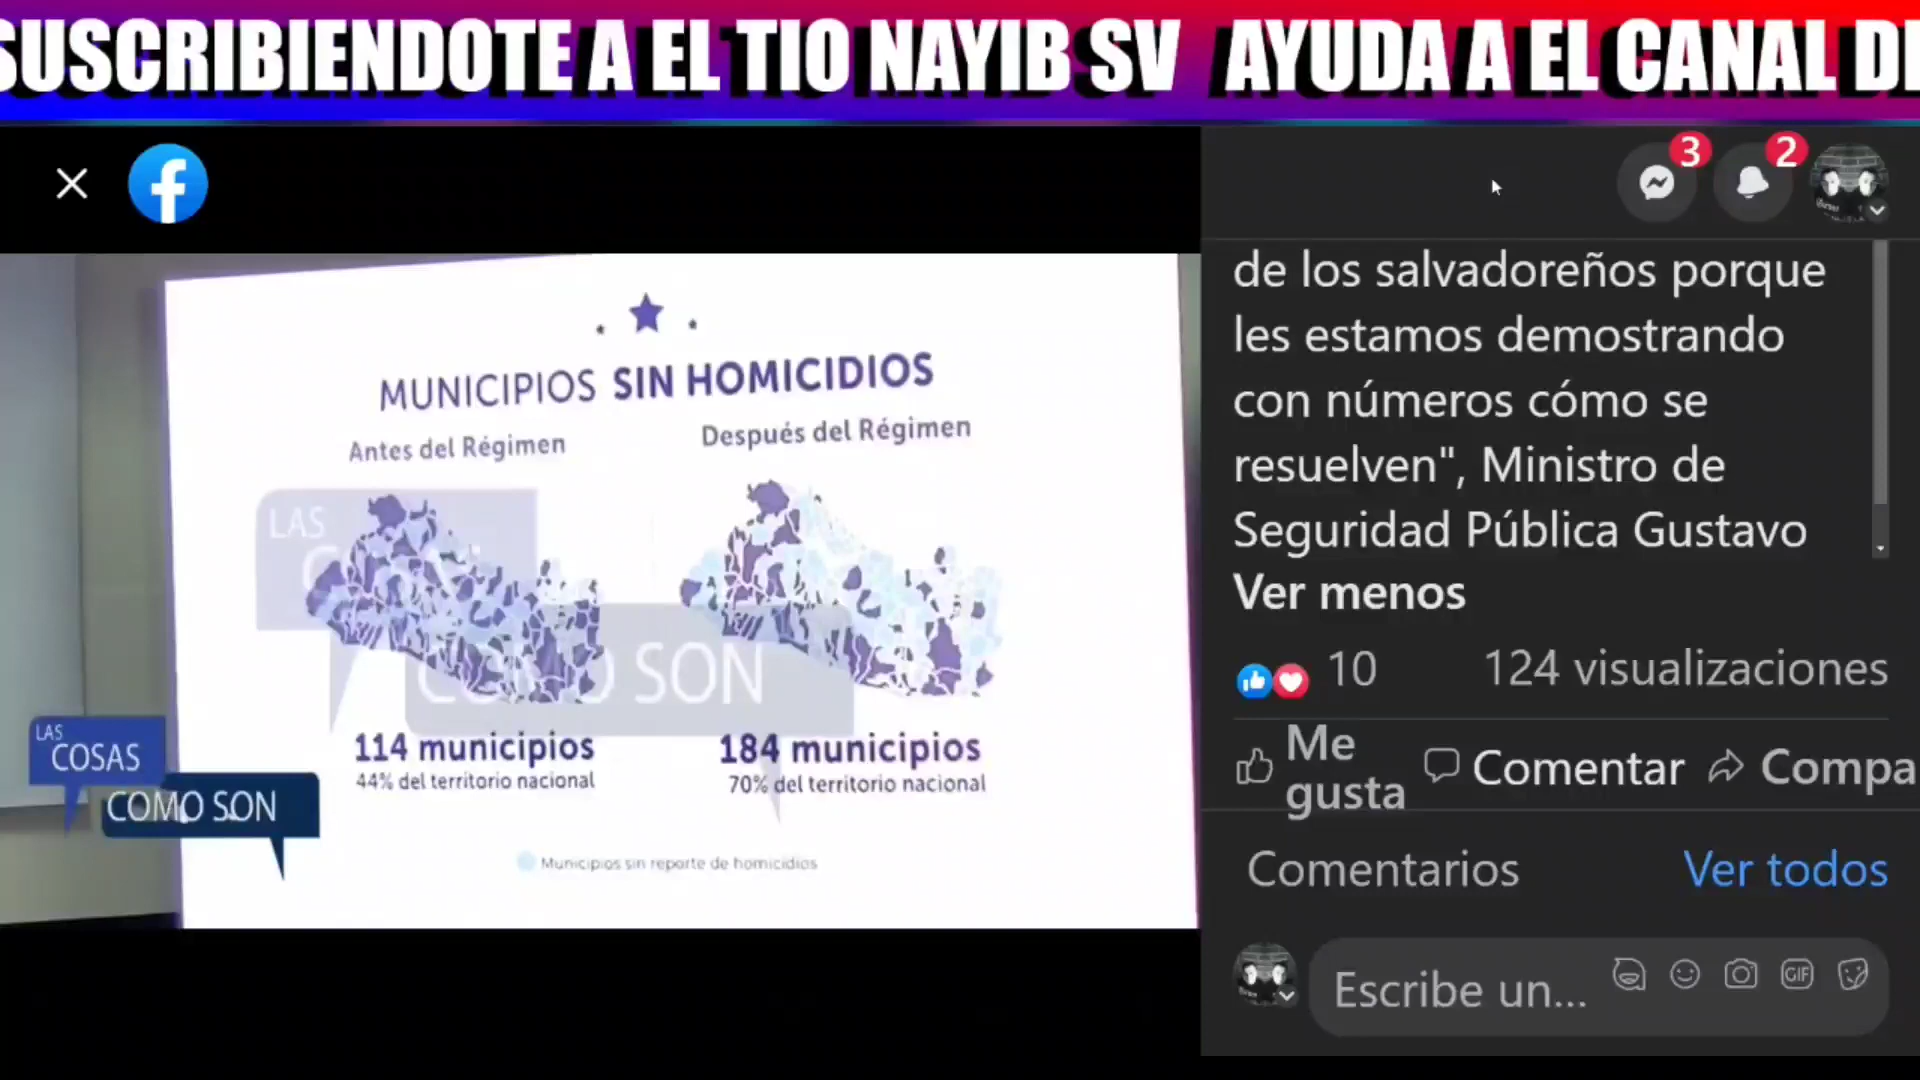 SUSCRIBIENDOTE A EL TIO NAYIB SV AYUDA A EL CANAL DE
3
2
MUNICIPIOS SIN HOMICIDIOS
Antes del Régimen
Después del Régimen
LAS
COMO SON
114 municipios
44% del territorio nacional
184 municipios
70% del territorio nacional
Municipios sin reporte de homicidios
LAS
COSAS
COMO SON
de los salvadoreños porque
les estamos demostrando
con números cómo se
resuelven", Ministro de
Seguridad Pública Gustavo
Ver menos
10
124 visualizaciones
Me gusta
Comentar
Compa
Comentarios
Ver todos
Escribe un...
GIF